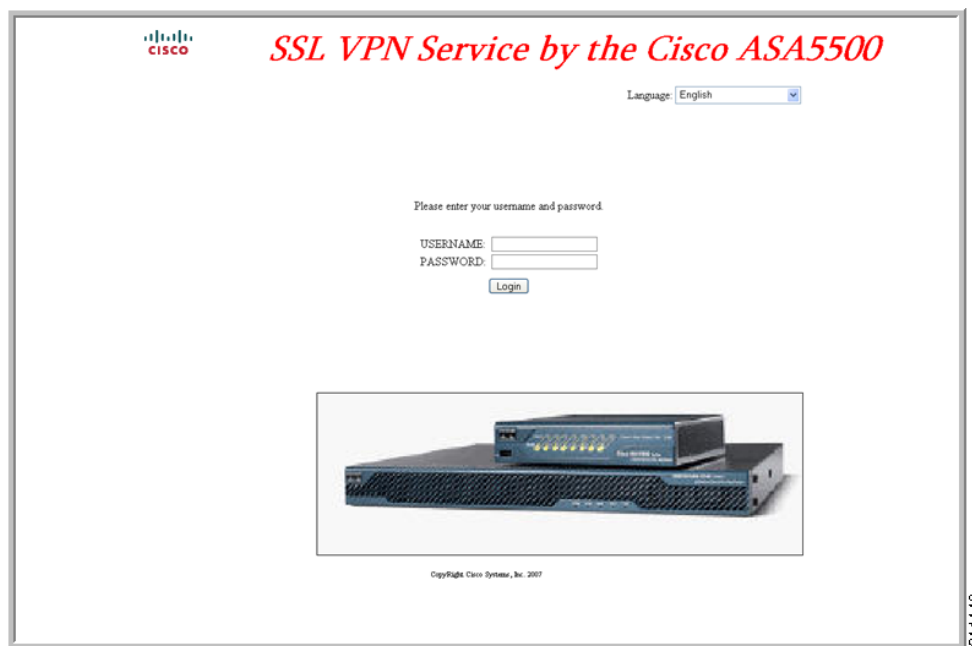 CISCO
SSL VPN Service by the Cisco ASA5500
Language: English
Please enter your username and password.
USERNAME:
PASSWORD:
Login
CopyRight Cisco Systems, Inc. 2007